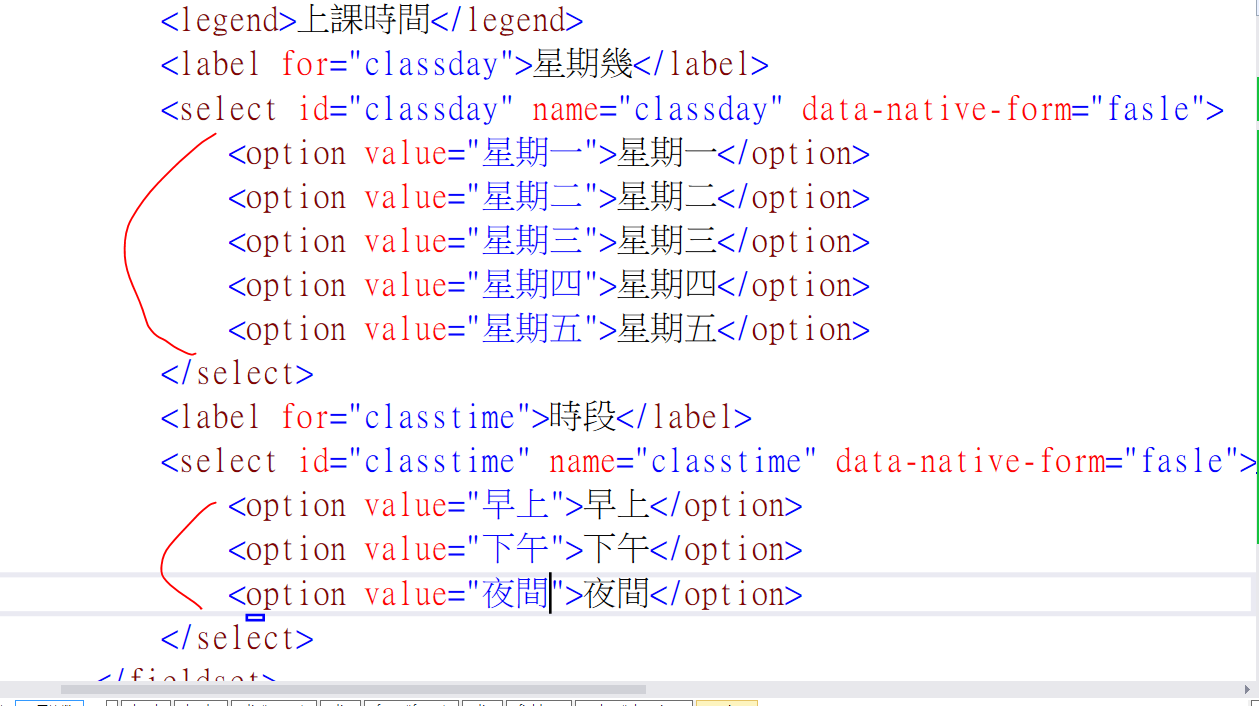 <legend>上課時間</legend>
<label for="classday">星期幾</label>
<select id="classday" name="classday" data-native-form="fasle">
<option value="星期一">星期一</option>
<option value="星期二">星期二</option>
<option value="星期三">星期三</option>
<option value="星期四">星期四</option>
<option value="星期五">星期五</option>
</select>
<label for="classtime">時段</label>
<select id="classtime" name="classtime" data-native-form="fasle">
<option value="早上">早上</option>
<option value="下午">下午</option>
<option value="夜間">夜間</option>
</select>
</fieldset>